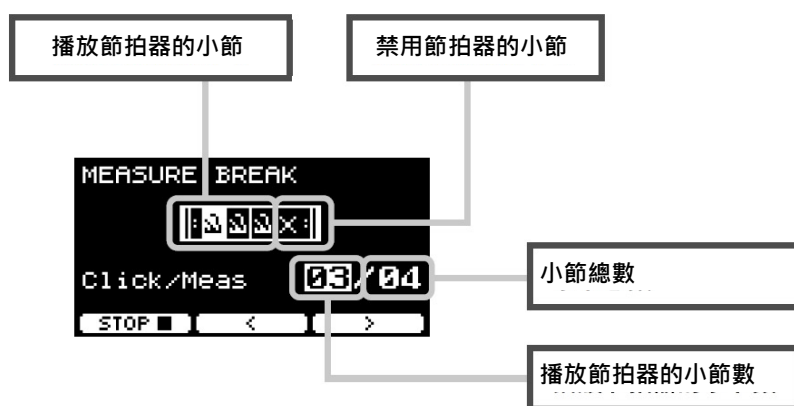 播放節拍器的小節
禁用節拍器的小節
MEASURE BREAK
Click/Meas 03/04
STOP ■ < >
小節總數
播放節拍器的小節數